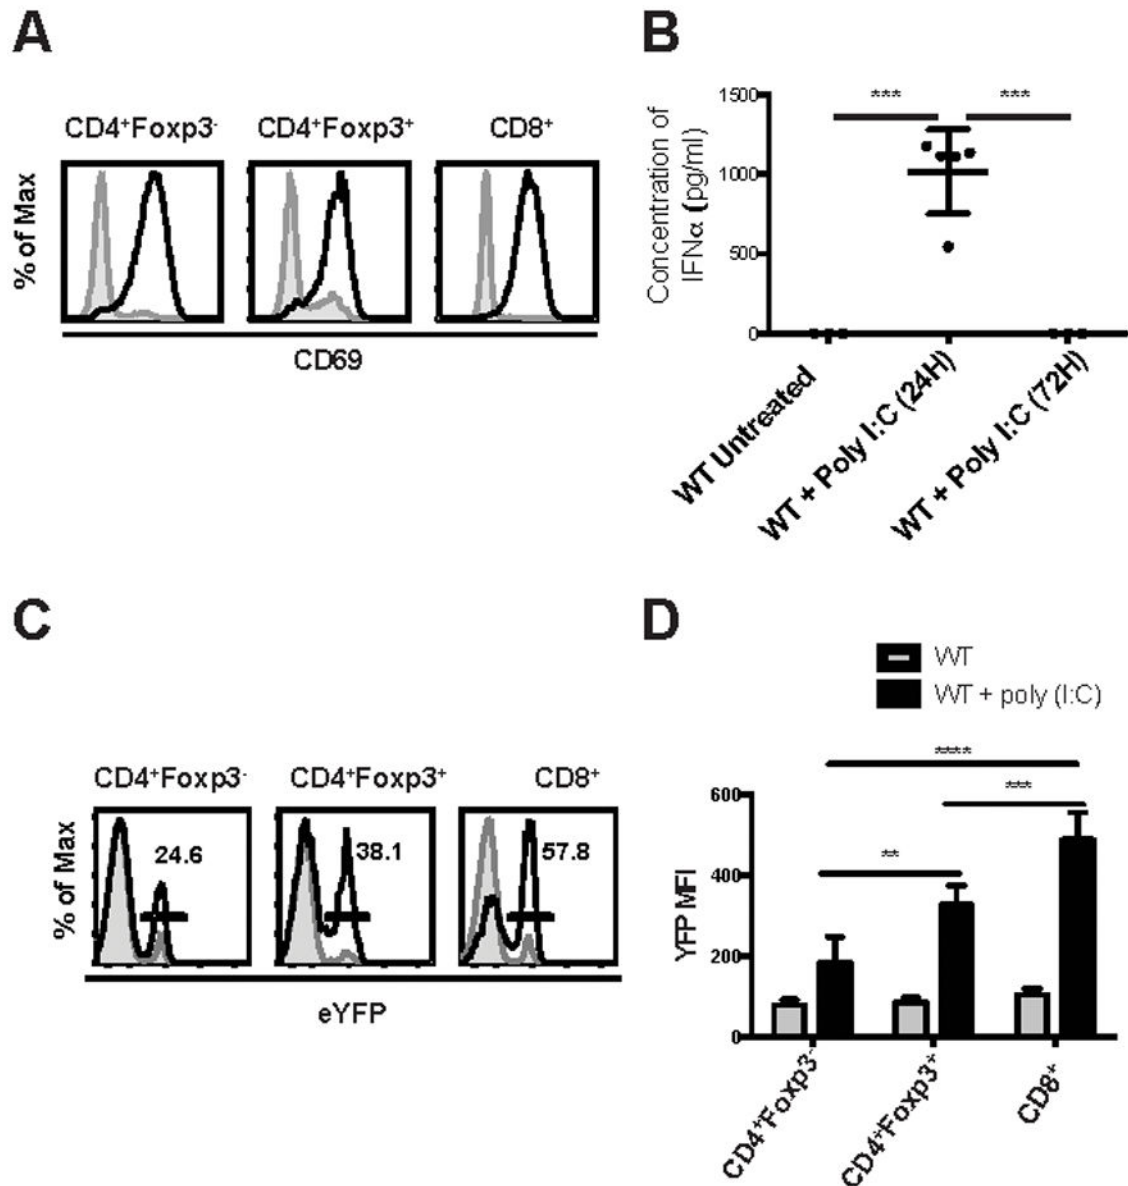 A
CD4⁺Foxp3⁻ CD4⁺Foxp3⁺ CD8⁺
% of Max
CD69
B
*** ***
Concentration of
IFNα (pg/ml)
1500
1000
500
0
WT Untreated
WT + Poly I:C (24H)
WT + Poly I:C (72H)
C
CD4⁺Foxp3⁻ CD4⁺Foxp3⁺ CD8⁺
% of Max
24.6 38.1 57.8
eYFP
D
WT
WT + poly (I:C)
****
***
**
YFP MFI
600
400
200
0
CD4⁺Foxp3⁻
CD4⁺Foxp3⁺
CD8⁺